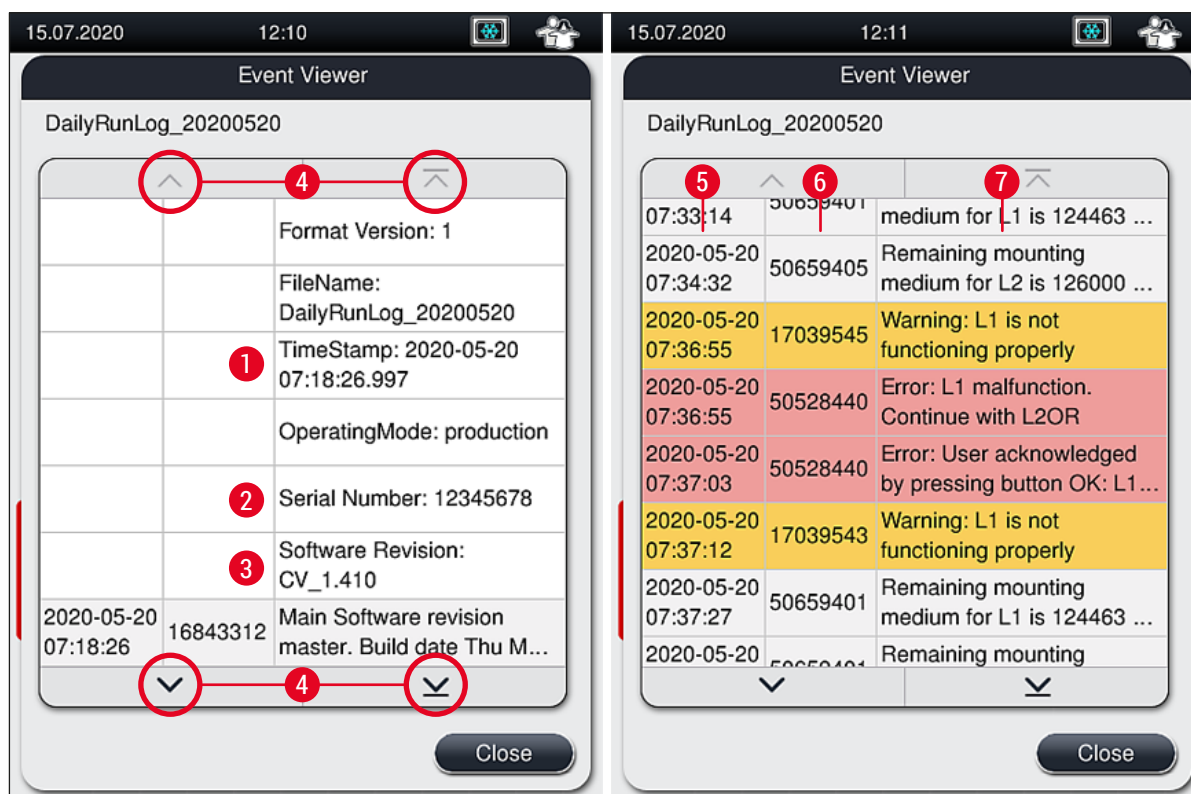 15.07.2020 12:10
Event Viewer
DailyRunLog_20200520
4
Format Version: 1
FileName:
DailyRunLog_20200520
1
TimeStamp: 2020-05-20
07:18:26.997
OperatingMode: production
2
Serial Number: 12345678
3
Software Revision:
CV_1.410
2020-05-20
07:18:26
16843312
Main Software revision
master. Build date Thu M...
4
Close
15.07.2020 12:11
Event Viewer
DailyRunLog_20200520
5 6 7
07:33:14
50659401
medium for L1 is 124463 ...
2020-05-20
07:34:32
50659405
Remaining mounting
medium for L2 is 126000 ...
2020-05-20
07:36:55
17039545
Warning: L1 is not
functioning properly
2020-05-20
07:36:55
50528440
Error: L1 malfunction.
Continue with L2OR
2020-05-20
07:37:03
50528440
Error: User acknowledged
by pressing button OK: L1...
2020-05-20
07:37:12
17039543
Warning: L1 is not
functioning properly
2020-05-20
07:37:27
50659401
Remaining mounting
medium for L1 is 124463 ...
2020-05-20
Remaining mounting
Close